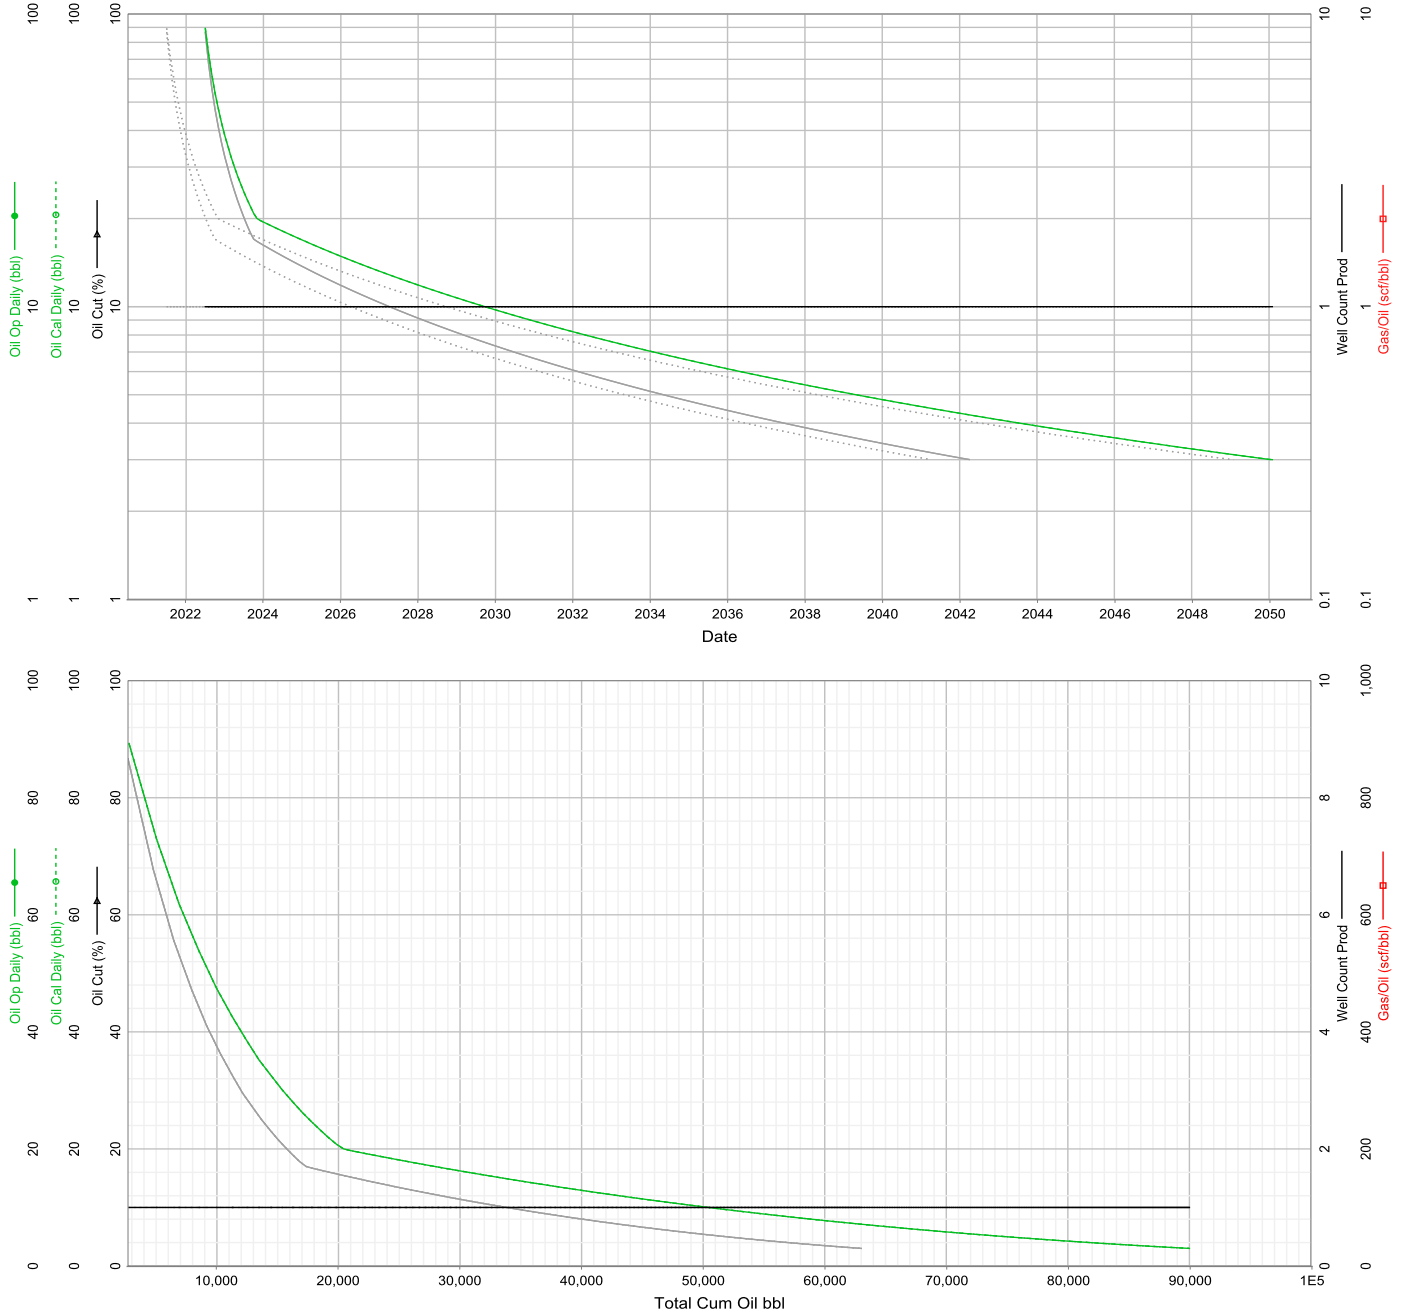 100
100
100
10
10
10
10
10
1
1
1
1
1
0.1
0.1
Oil Op Daily (bbl)
Oil Cal Daily (bbl)
Oil Cut (%)
Well Count Prod
Gas/Oil (scf/bbl)
2022 2024 2026 2028 2030 2032 2034 2036 2038 2040 2042 2044 2046 2048 2050
Date
100 100 100 10 1,000
80 80 80 8 800
60 60 60 6 600
40 40 40 4 400
20 20 20 2 200
0 0 0 0 0
Oil Op Daily (bbl)
Oil Cal Daily (bbl)
Oil Cut (%)
Well Count Prod
Gas/Oil (scf/bbl)
10,000 20,000 30,000 40,000 50,000 60,000 70,000 80,000 90,000 1E5
Total Cum Oil bbl